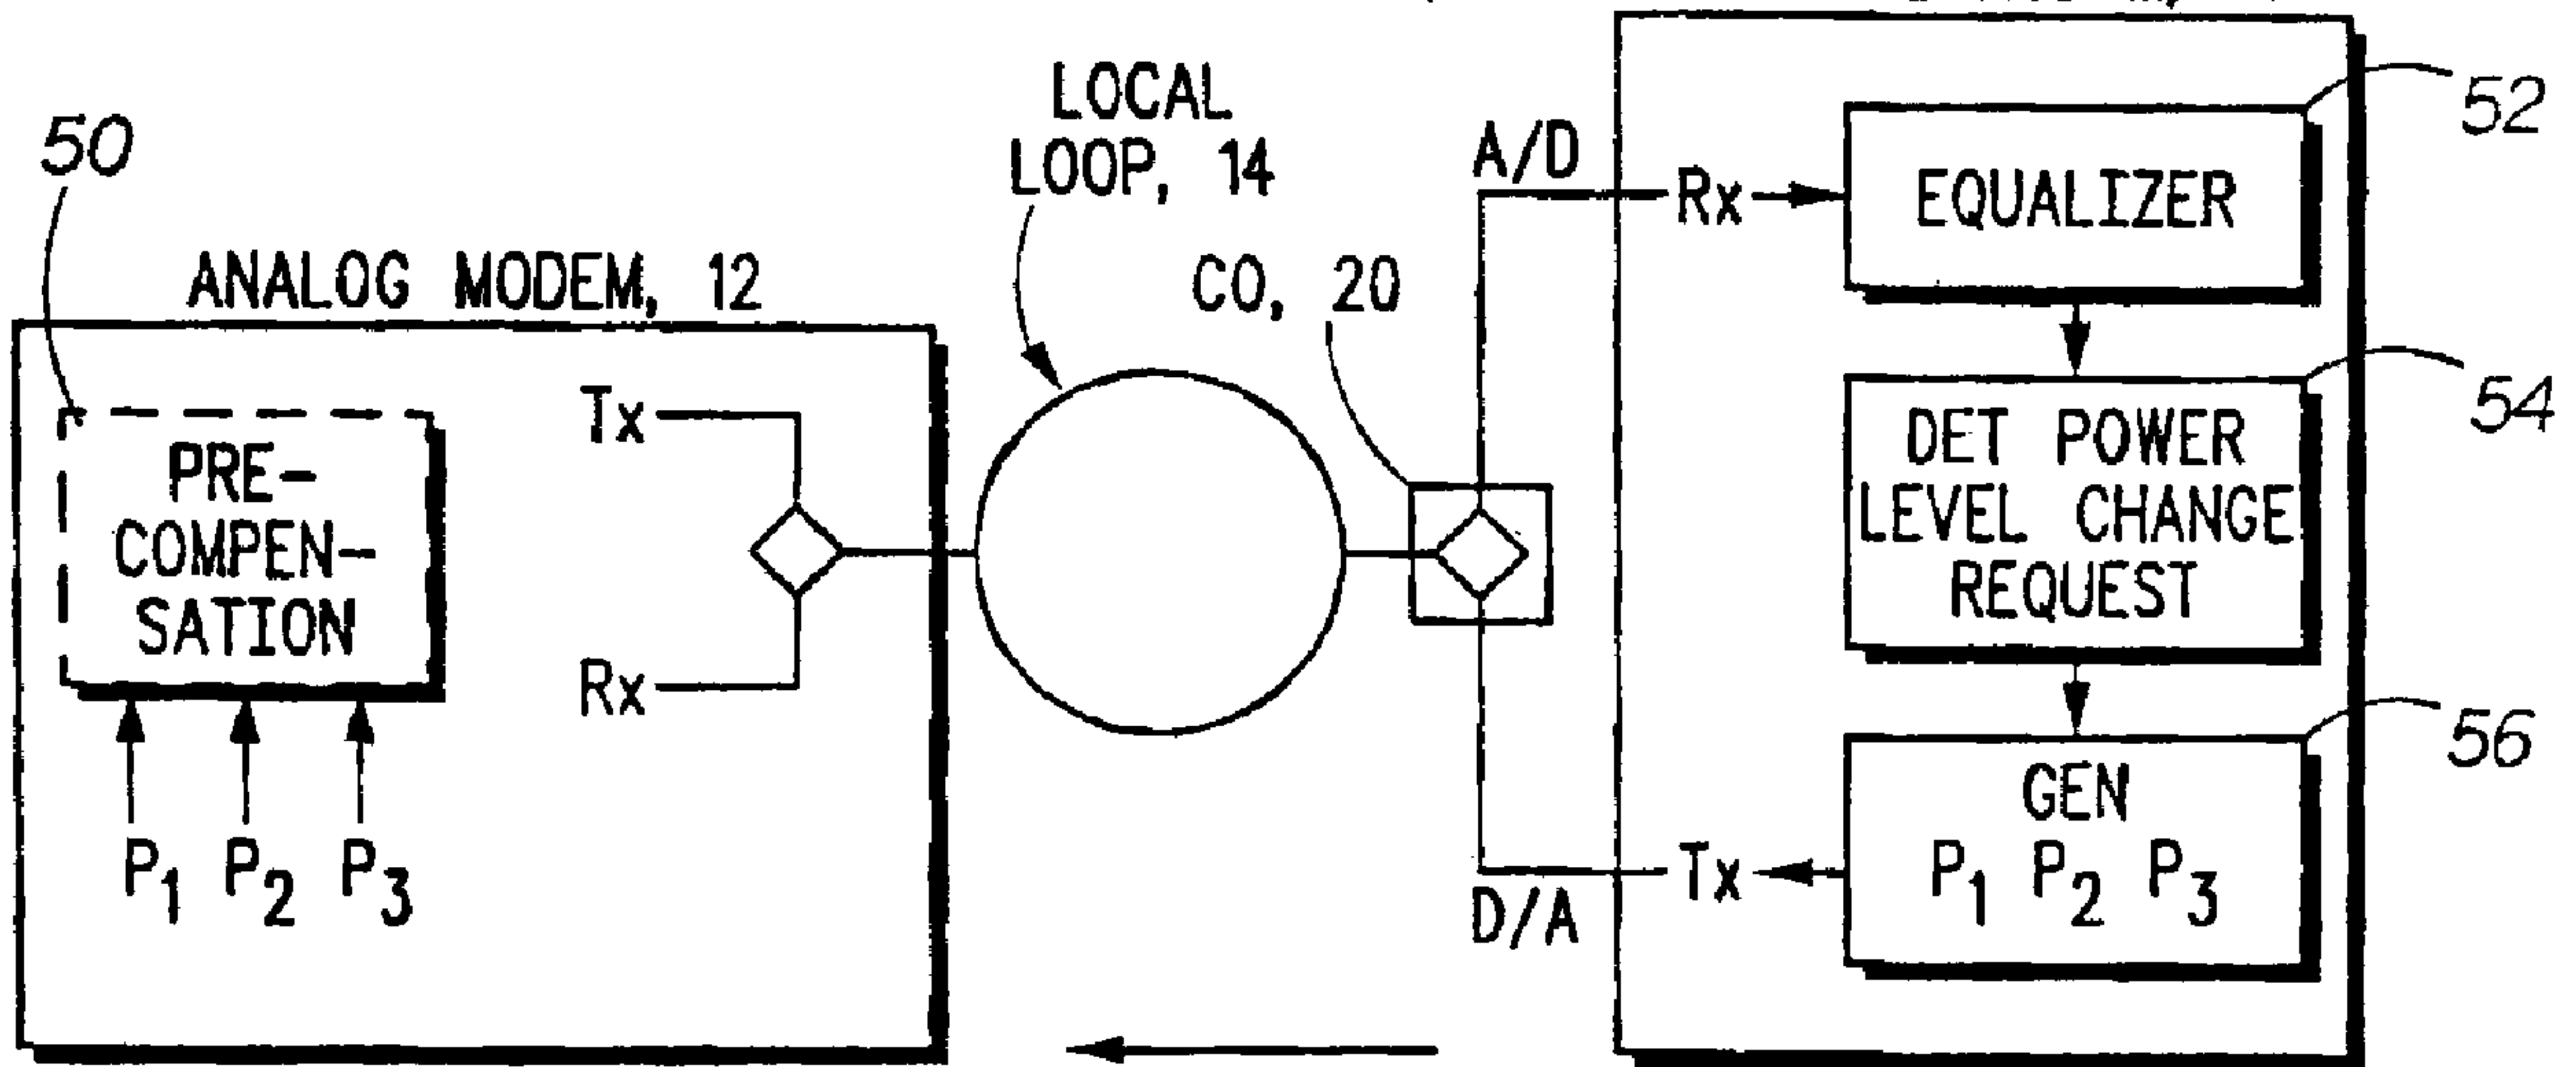 50
ANALOG MODEM, 12
PRE-
COMPEN-
SATION
P1 P2 P3
Tx
Rx
LOCAL
LOOP, 14
CO, 20
A/D
D/A
Rx
Tx
EQUALIZER
52
DET POWER
LEVEL CHANGE
REQUEST
54
GEN
P1 P2 P3
56